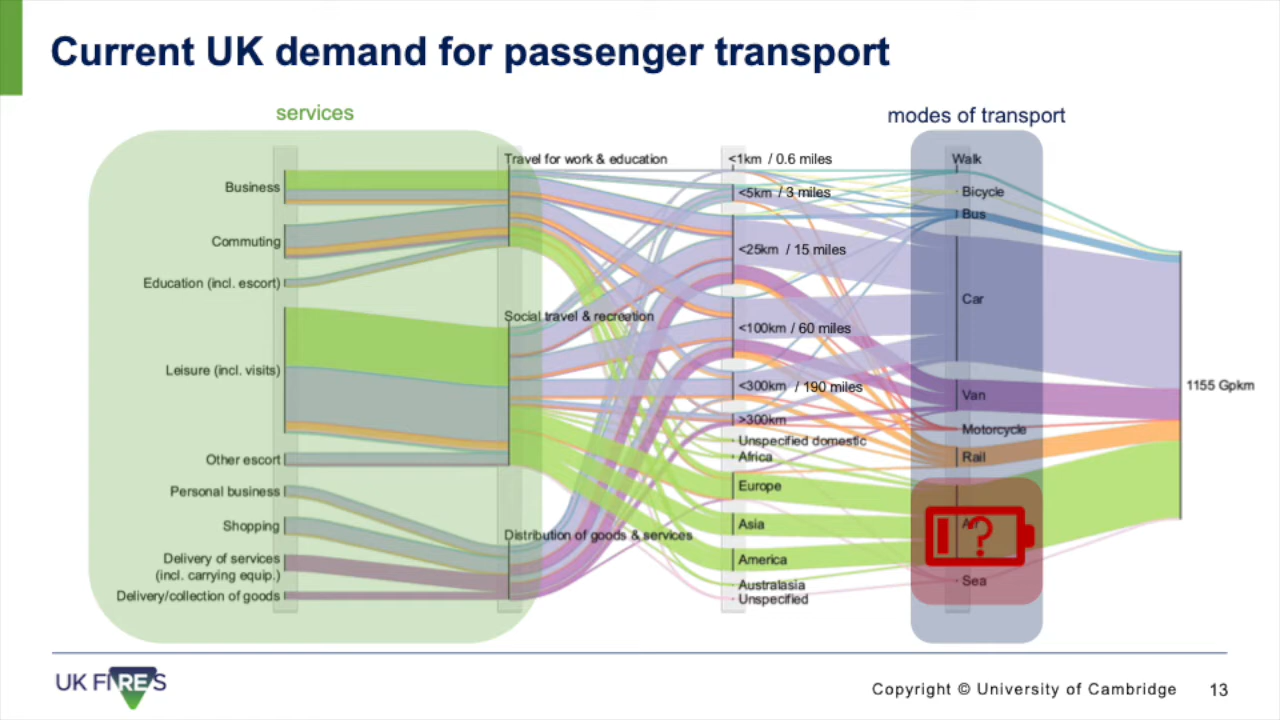 Current UK demand for passenger transport
services
modes of transport
Business
Commuting
Education (incl. escort)
Leisure (incl. visits)
Other escort
Personal business
Shopping
Delivery of services
(incl. carrying equip.)
Delivery/collection of goods
Travel for work & education
Social travel & recreation
Distribution of goods & services
<1km / 0.6 miles
<5km / 3 miles
<25km / 15 miles
<100km / 60 miles
<300km / 190 miles
>300km
Unspecified domestic
Africa
Europe
Asia
America
Australasia
Unspecified
Walk
Bicycle
Bus
Car
Van
Motorcycle
Rail
Air
?
Sea
1155 Gpkm
UK FIRES
Copyright © University of Cambridge
13